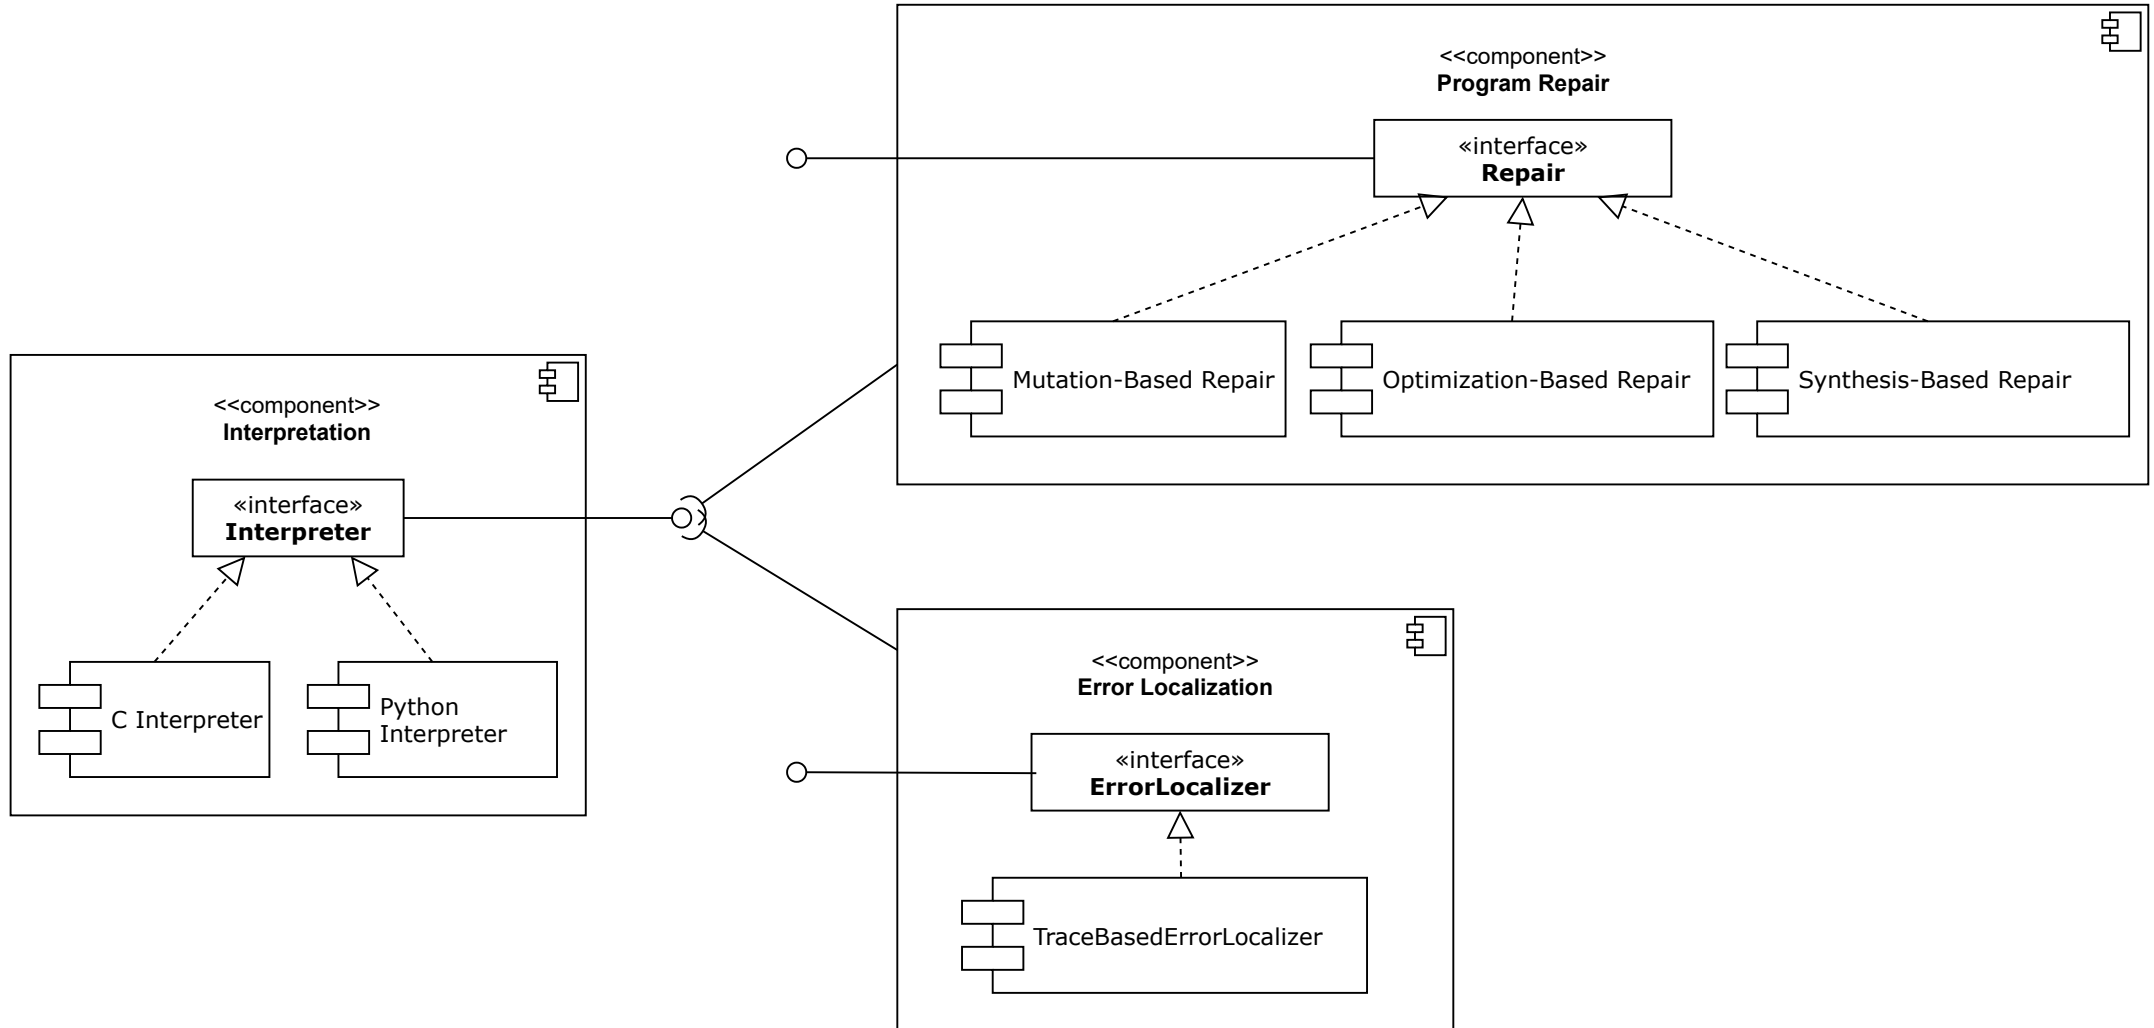 <<component>>
Program Repair
«interface»
Repair
Mutation-Based Repair
Optimization-Based Repair
Synthesis-Based Repair
<<component>>
Interpretation
«interface»
Interpreter
C Interpreter
Python
Interpreter
<<component>>
Error Localization
«interface»
ErrorLocalizer
TraceBasedErrorLocalizer